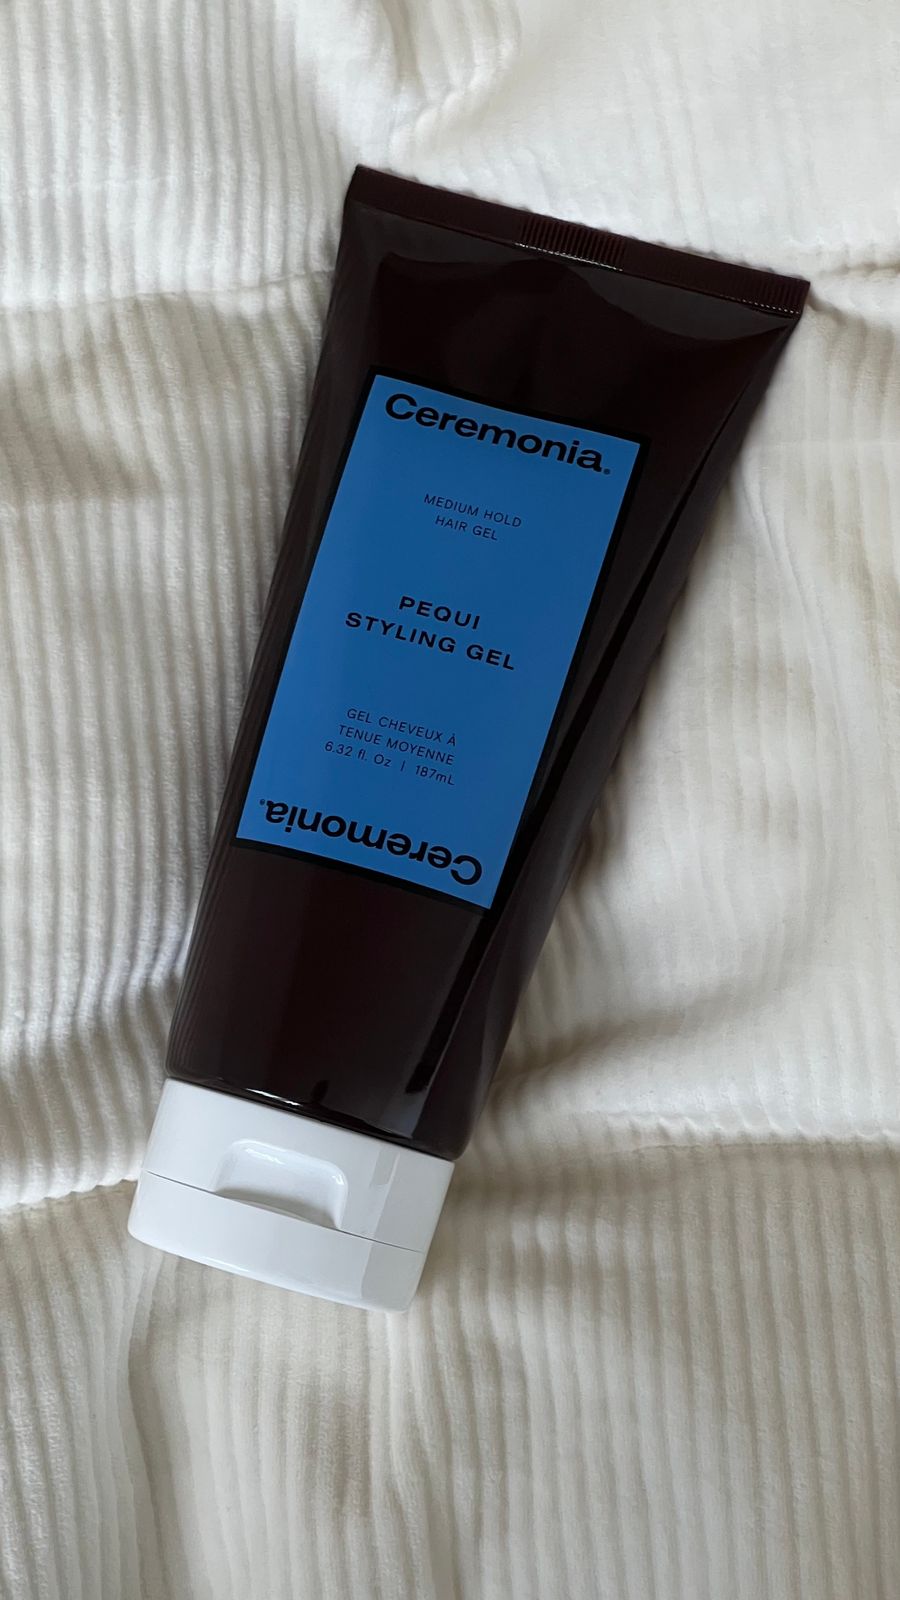 Ceremonia®
MEDIUM HOLD
HAIR GEL
PEQUI
STYLING GEL
GEL CHEVEUX À
TENUE MOYENNE
6.32 fl. Oz | 187mL
Ceremonia®